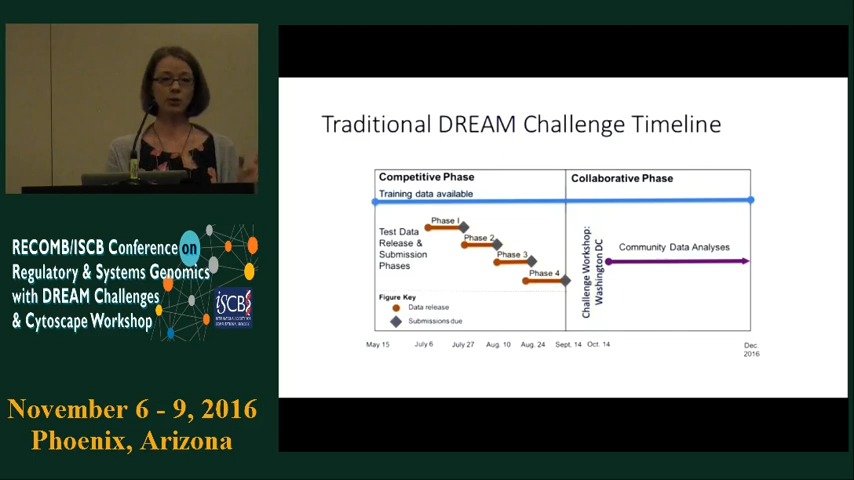 RECOMB/ISCB Conference on
Regulatory & Systems Genomics
with DREAM Challenges
& Cytoscape Workshop
ISCB
November 6 - 9, 2016
Phoenix, Arizona
Traditional DREAM Challenge Timeline
Competitive Phase
Collaborative Phase
Training data available
Test Data
Release &
Submission
Phases
Phase I
Phase 2
Phase 3
Phase 4
Challenge Workshop:
Washington DC
Community Data Analyses
Figure Key
Data release
Submissions due
May 15
July 6
July 27
Aug. 10
Aug. 24
Sept. 14
Oct. 14
Dec.
2016